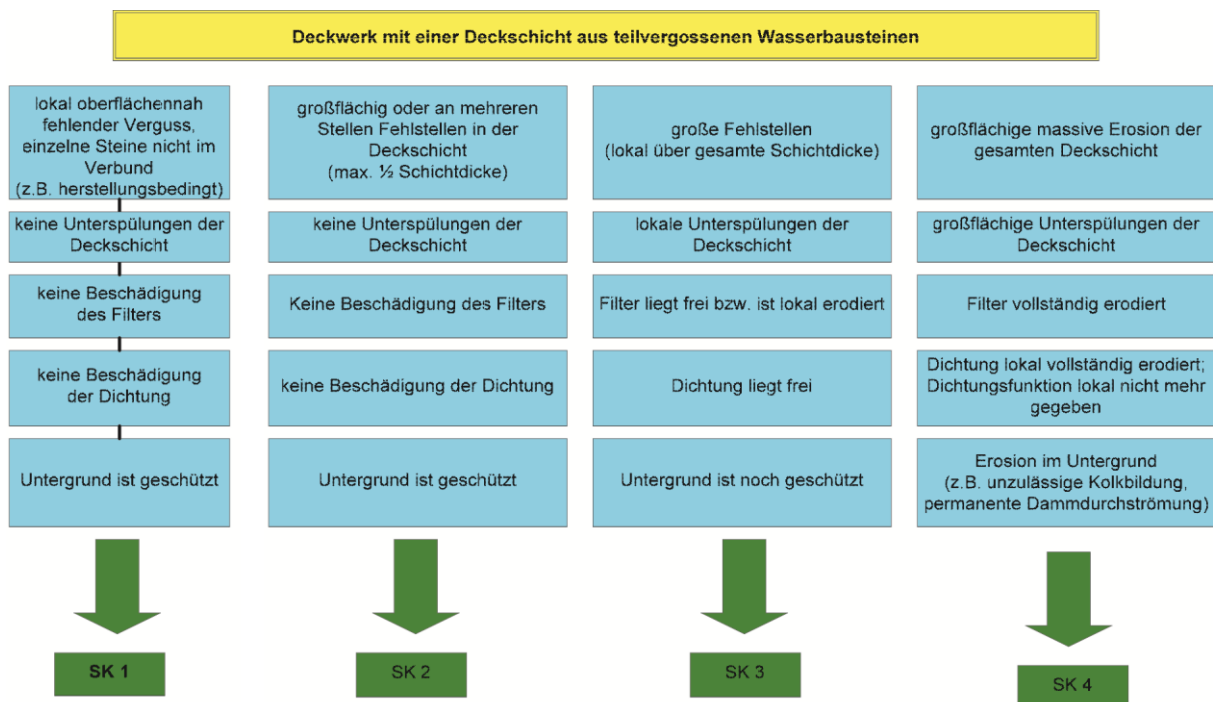 Deckwerk mit einer Deckschicht aus teilvergossenen Wasserbausteinen
lokal oberflächennah
fehlender Verguss,
einzelne Steine nicht im
Verbund
(z.B. herstellungsbedingt)
keine Unterspülungen der
Deckschicht
keine Beschädigung
des Filters
keine Beschädigung
der Dichtung
Untergrund ist geschützt
SK 1
großflächig oder an mehreren
Stellen Fehlstellen in der
Deckschicht
(max. ½ Schichtdicke)
keine Unterspülungen der
Deckschicht
Keine Beschädigung des Filters
keine Beschädigung der Dichtung
Untergrund ist geschützt
SK 2
große Fehlstellen
(lokal über gesamte Schichtdicke)
lokale Unterspülungen der
Deckschicht
Filter liegt frei bzw. ist lokal erodiert
Dichtung liegt frei
Untergrund ist noch geschützt
SK 3
großflächige massive Erosion der
gesamten Deckschicht
großflächige Unterspülungen der
Deckschicht
Filter vollständig erodiert
Dichtung lokal vollständig erodiert;
Dichtungsfunktion lokal nicht mehr
gegeben
Erosion im Untergrund
(z.B. unzulässige Kolkbildung,
permanente Dammdurchströmung)
SK 4